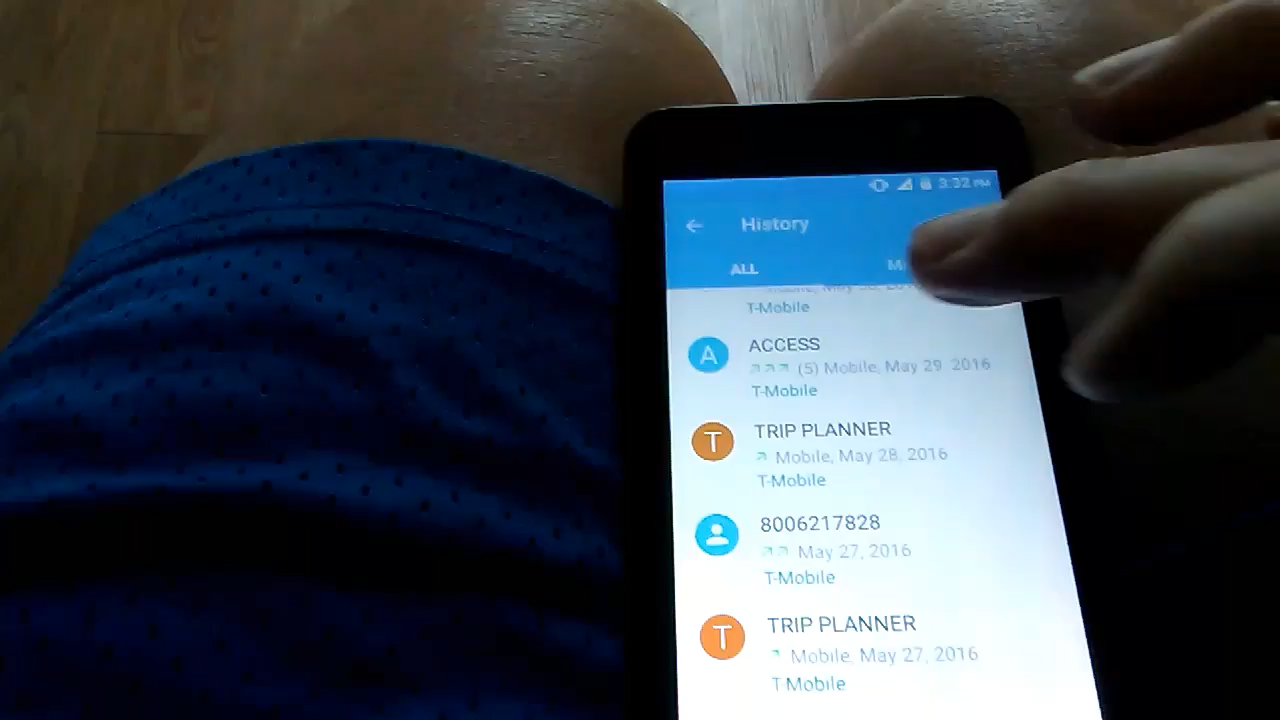 3:32 PM
← History
ALL
T-Mobile
A ACCESS
(5) Mobile, May 29 2016
T-Mobile
T TRIP PLANNER
Mobile, May 28, 2016
T-Mobile
8006217828
May 27, 2016
T-Mobile
T TRIP PLANNER
Mobile, May 27, 2016
T Mobile